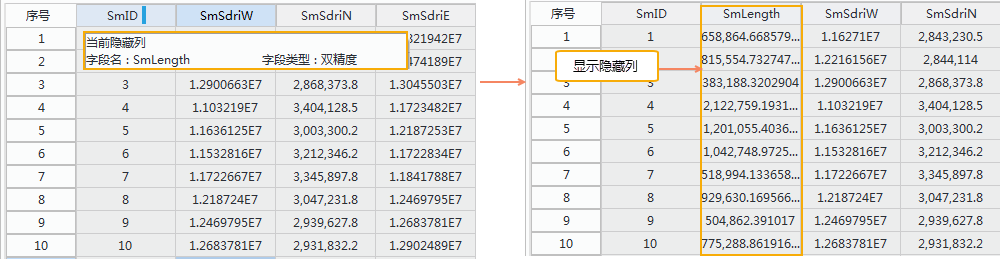 序号 SmID SmSdriW SmSdriN SmSdriE
1 321942E7
当前隐藏列
2 474189E7
字段名：SmLength 字段类型：双精度
3 3 1.2900663E7 2,868,373.8 1.3045503E7
4 4 1.103219E7 3,404,128.5 1.1723482E7
5 5 1.1636125E7 3,003,300.2 1.2187253E7
6 6 1.1532816E7 3,212,346.2 1.1722834E7
7 7 1.1722667E7 3,345,897.8 1.1841788E7
8 8 1.218724E7 3,047,231.8 1.2469795E7
9 9 1.2469795E7 2,939,627.8 1.2683781E7
10 10 1.2683781E7 2,931,832.2 1.2902489E7
序号 SmID SmLength SmSdriW SmSdriN
1 1 658,864.668579... 1.16271E7 2,843,230.5
815,554.732747... 1.2216156E7 2,844,114
显示隐藏列
383,188.3202904 1.2900663E7 2,868,373.8
4 4 2,122,759.1931... 1.103219E7 3,404,128.5
5 5 1,201,055.4036... 1.1636125E7 3,003,300.2
6 6 1,042,748.9725... 1.1532816E7 3,212,346.2
7 7 518,994.133658... 1.1722667E7 3,345,897.8
8 8 929,630.169566... 1.218724E7 3,047,231.8
9 9 504,862.391017 1.2469795E7 2,939,627.8
10 10 775,288.861916... 1.2683781E7 2,931,832.2